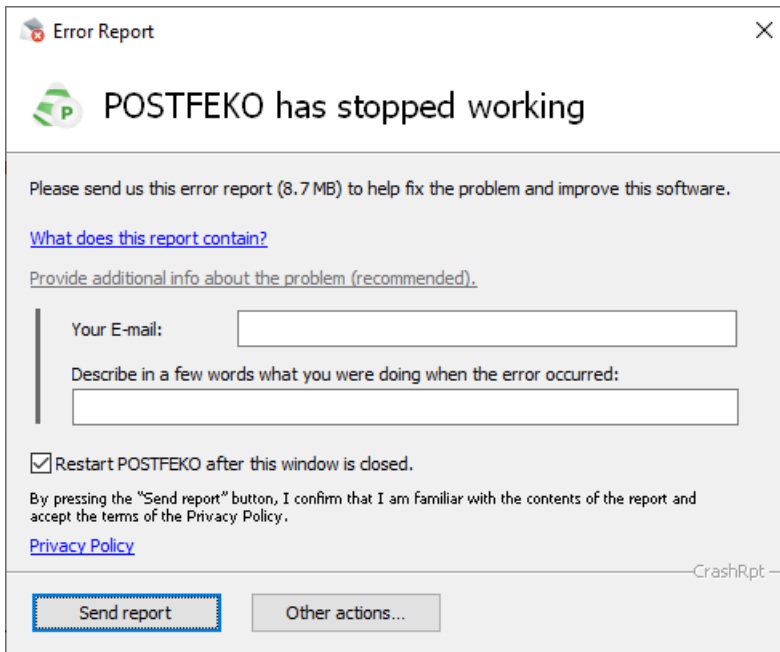 Error Report
P
POSTFEKO has stopped working
Please send us this error report (8.7 MB) to help fix the problem and improve this software.
What does this report contain?
Provide additional info about the problem (recommended).
Your E-mail:
Describe in a few words what you were doing when the error occurred:
Restart POSTFEKO after this window is closed.
By pressing the "Send report" button, I confirm that I am familiar with the contents of the report and
accept the terms of the Privacy Policy.
Privacy Policy
CrashRpt
Send report
Other actions...